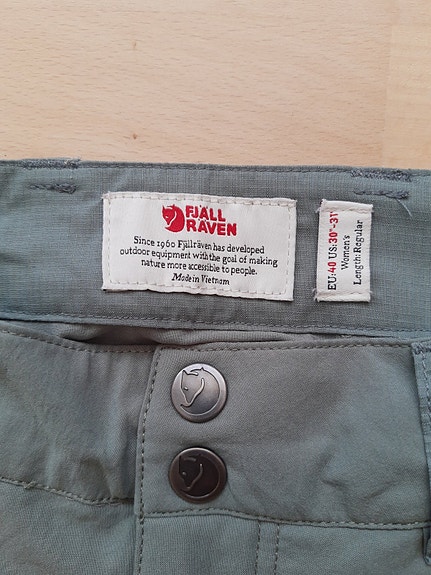 FJÄLL
RÄVEN
Since 1960 Fjällräven has developed
outdoor equipment with the goal of making
nature more accessible to people.
Made in Vietnam
EU:40 US:30"-31"
Women's
Length: Regular